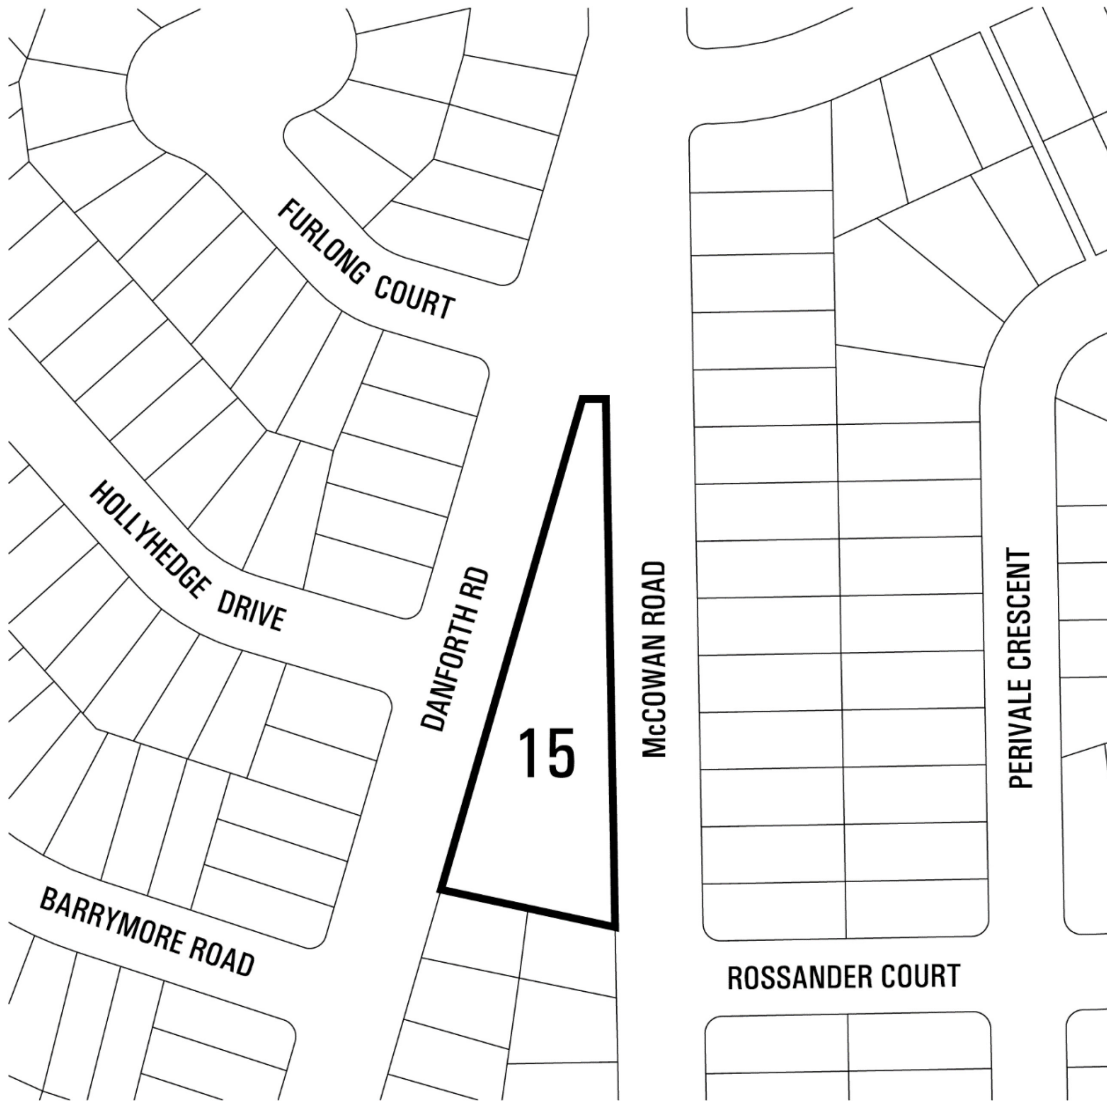 FURLONG COURT
HOLLYHEDGE DRIVE
DANFORTH RD
McCOWAN ROAD
PERIVALE CRESCENT
15
BARRYMORE ROAD
ROSSANDER COURT